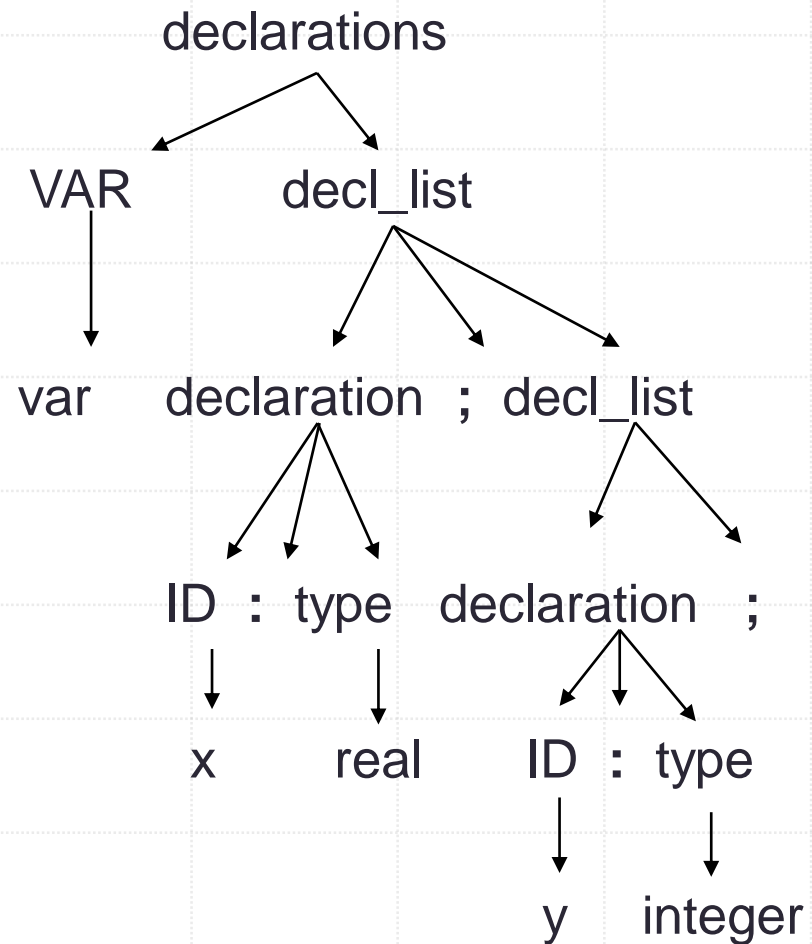 declarations
VAR decl_list
var declaration ; decl_list
ID : type declaration ;
x real ID : type
y integer